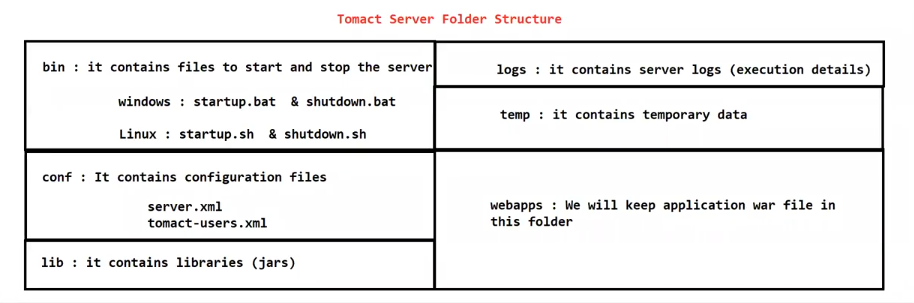 Tomact Server Folder Structure
bin : it contains files to start and stop the server
windows : startup.bat & shutdown.bat
Linux : startup.sh & shutdown.sh
conf : It contains configuration files
server.xml
tomact-users.xml
lib : it contains libraries (jars)
logs : it contains server logs (execution details)
temp : it contains temporary data
webapps : We will keep application war file in
this folder